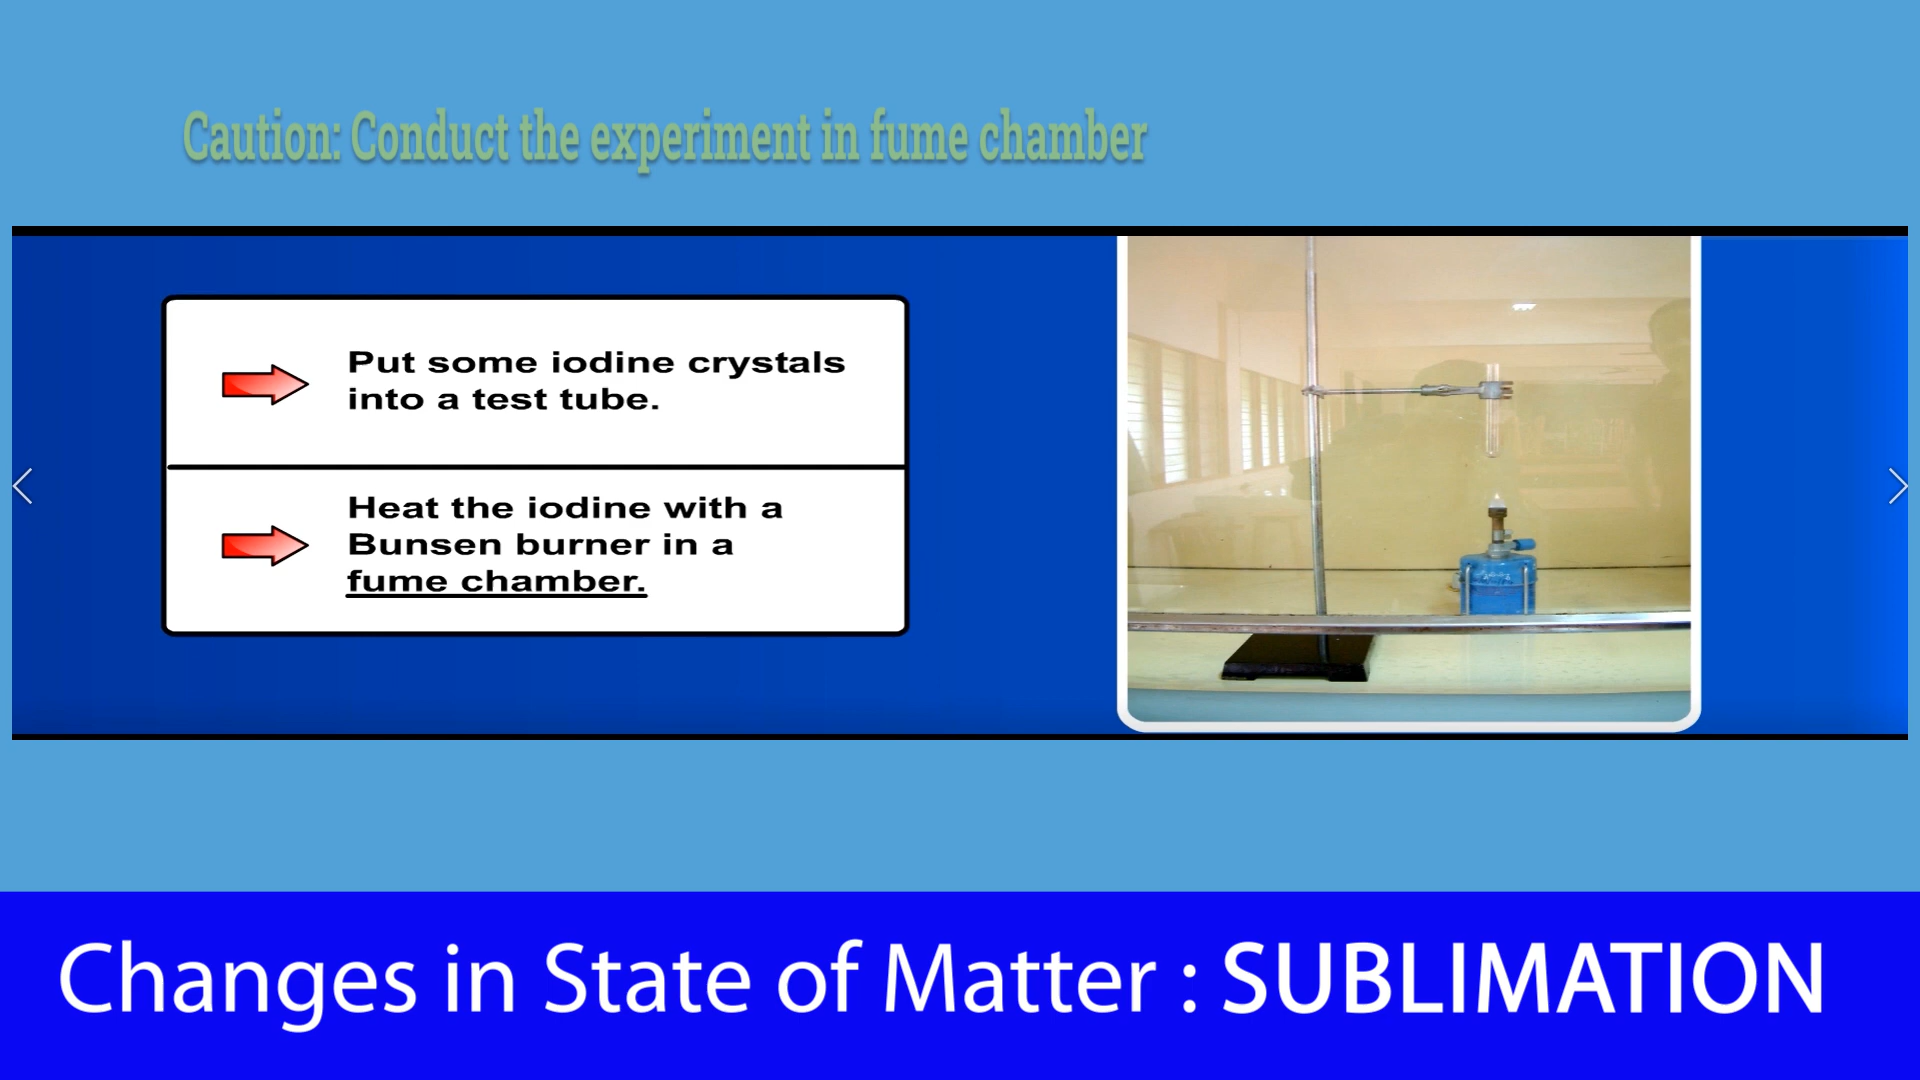 Caution: Conduct the experiment in fume chamber
Put some iodine crystals
into a test tube.
Heat the iodine with a
Bunsen burner in a
fume chamber.
Changes in State of Matter : SUBLIMATION